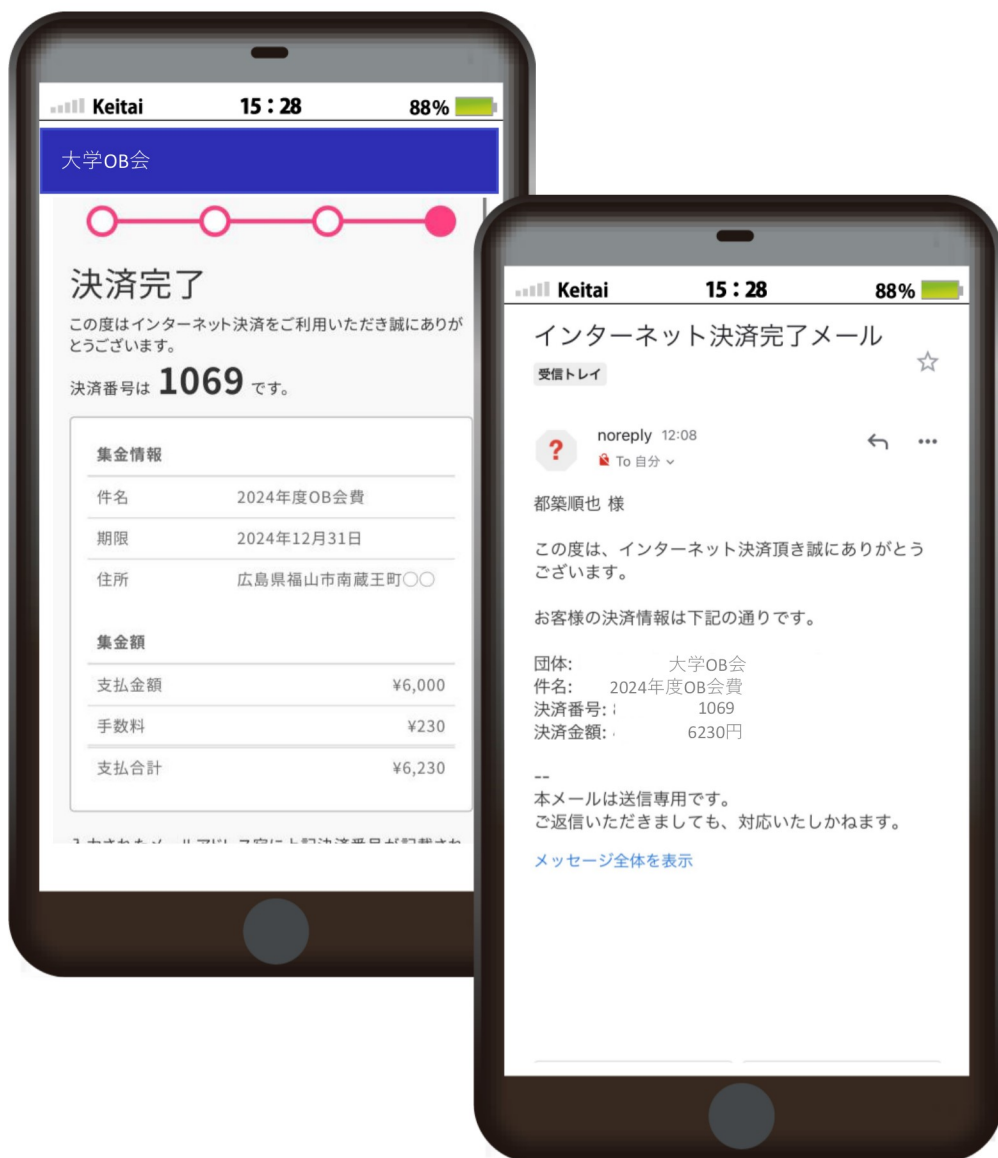 Keitai 15：28 88%
大学OB会
決済完了
この度はインターネット決済をご利用いただき誠にありが
とうございます。
決済番号は 1069 です。
集金情報
件名 2024年度OB会費
期限 2024年12月31日
住所 広島県福山市南蔵王町○○
集金額
支払金額 ¥6,000
手数料 ¥230
支払合計 ¥6,230
Keitai 15：28 88%
インターネット決済完了メール
受信トレイ
noreply 12:08
To 自分
都築順也 様
この度は、インターネット決済頂き誠にありがとう
ございます。
お客様の決済情報は下記の通りです。
団体: 大学OB会
件名: 2024年度OB会費
決済番号: 1069
決済金額: 6230円
--
本メールは送信専用です。
ご返信いただきましても、対応いたしかねます。
メッセージ全体を表示